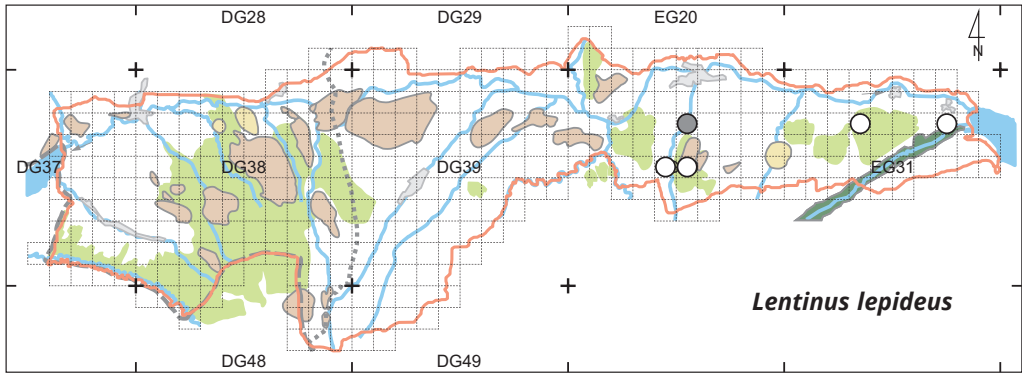 DG28 DG29 EG20
N
DG37 DG38 DG39 EG31
Lentinus lepideus
DG48 DG49